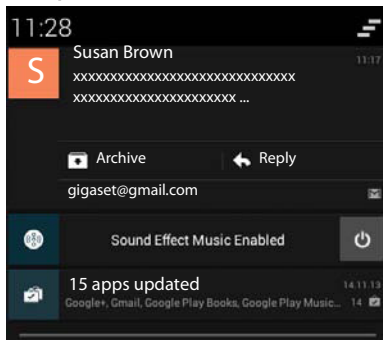 11:28
S
Susan Brown 11:17
xxxxxxxxxxxxxxxxxxxxxxxxxxxxxx
xxxxxxxxxxxxxxxxxxxxxx ...
Archive Reply
gigaset@gmail.com
Sound Effect Music Enabled
15 apps updated 14.11.13
Google+, Gmail, Google Play Books, Google Play Music... 14